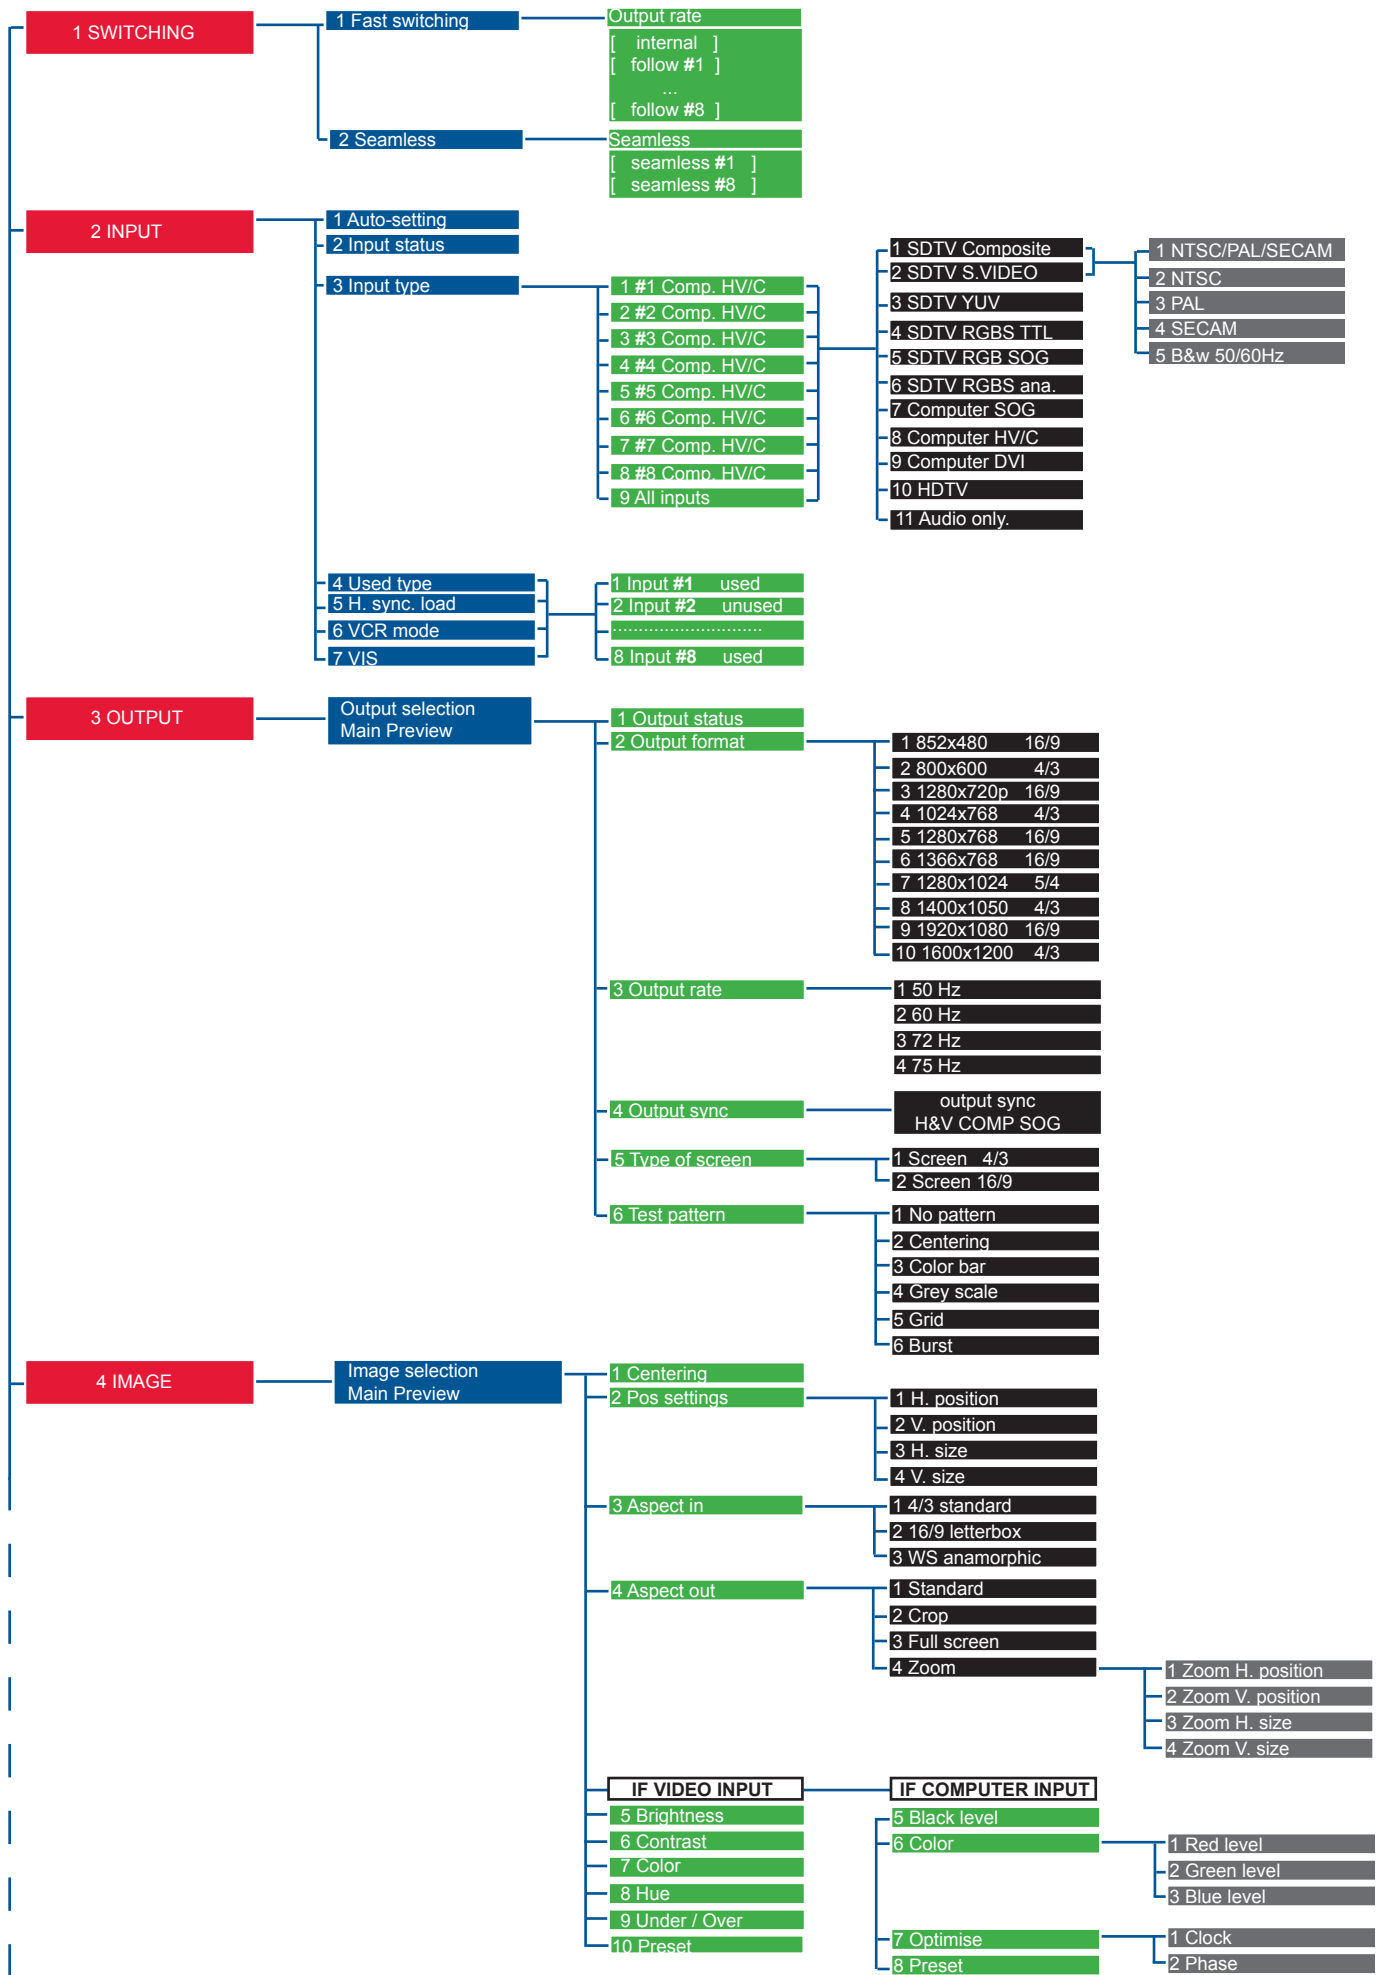 1 SWITCHING
1 Fast switching
Output rate
[ internal ]
[ follow #1 ]
...
[ follow #8 ]
2 Seamless
Seamless
[ seamless #1 ]
[ seamless #8 ]
2 INPUT
1 Auto-setting
2 Input status
3 Input type
1 #1 Comp. HV/C
2 #2 Comp. HV/C
3 #3 Comp. HV/C
4 #4 Comp. HV/C
5 #5 Comp. HV/C
6 #6 Comp. HV/C
7 #7 Comp. HV/C
8 #8 Comp. HV/C
9 All inputs
1 SDTV Composite
2 SDTV S.VIDEO
3 SDTV YUV
4 SDTV RGBS TTL
5 SDTV RGB SOG
6 SDTV RGBS ana.
7 Computer SOG
8 Computer HV/C
9 Computer DVI
10 HDTV
11 Audio only.
1 NTSC/PAL/SECAM
2 NTSC
3 PAL
4 SECAM
5 B&w 50/60Hz
4 Used type
5 H. sync. load
6 VCR mode
7 VIS
1 Input #1 used
2 Input #2 unused
.............................
8 Input #8 used
3 OUTPUT
Output selection
Main Preview
1 Output status
2 Output format
1 852x480 16/9
2 800x600 4/3
3 1280x720p 16/9
4 1024x768 4/3
5 1280x768 16/9
6 1366x768 16/9
7 1280x1024 5/4
8 1400x1050 4/3
9 1920x1080 16/9
10 1600x1200 4/3
3 Output rate
1 50 Hz
2 60 Hz
3 72 Hz
4 75 Hz
4 Output sync
output sync
H&V COMP SOG
5 Type of screen
1 Screen 4/3
2 Screen 16/9
6 Test pattern
1 No pattern
2 Centering
3 Color bar
4 Grey scale
5 Grid
6 Burst
4 IMAGE
Image selection
Main Preview
1 Centering
2 Pos settings
1 H. position
2 V. position
3 H. size
4 V. size
3 Aspect in
1 4/3 standard
2 16/9 letterbox
3 WS anamorphic
4 Aspect out
1 Standard
2 Crop
3 Full screen
4 Zoom
1 Zoom H. position
2 Zoom V. position
3 Zoom H. size
4 Zoom V. size
IF VIDEO INPUT
5 Brightness
6 Contrast
7 Color
8 Hue
9 Under / Over
10 Preset
IF COMPUTER INPUT
5 Black level
6 Color
1 Red level
2 Green level
3 Blue level
7 Optimise
1 Clock
2 Phase
8 Preset